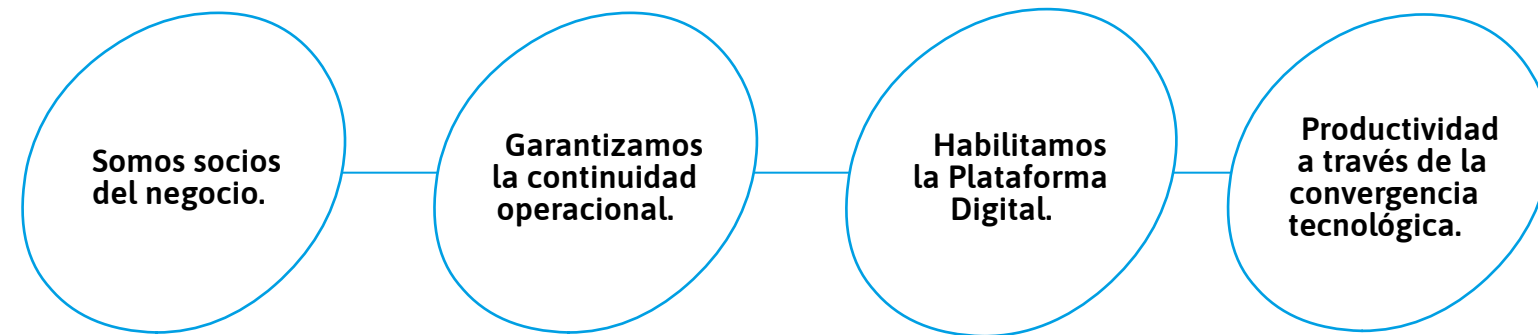 Somos socios
del negocio.
Garantizamos
la continuidad
operacional.
Habilitamos
la Plataforma
Digital.
Productividad
a través de la
convergencia
tecnológica.